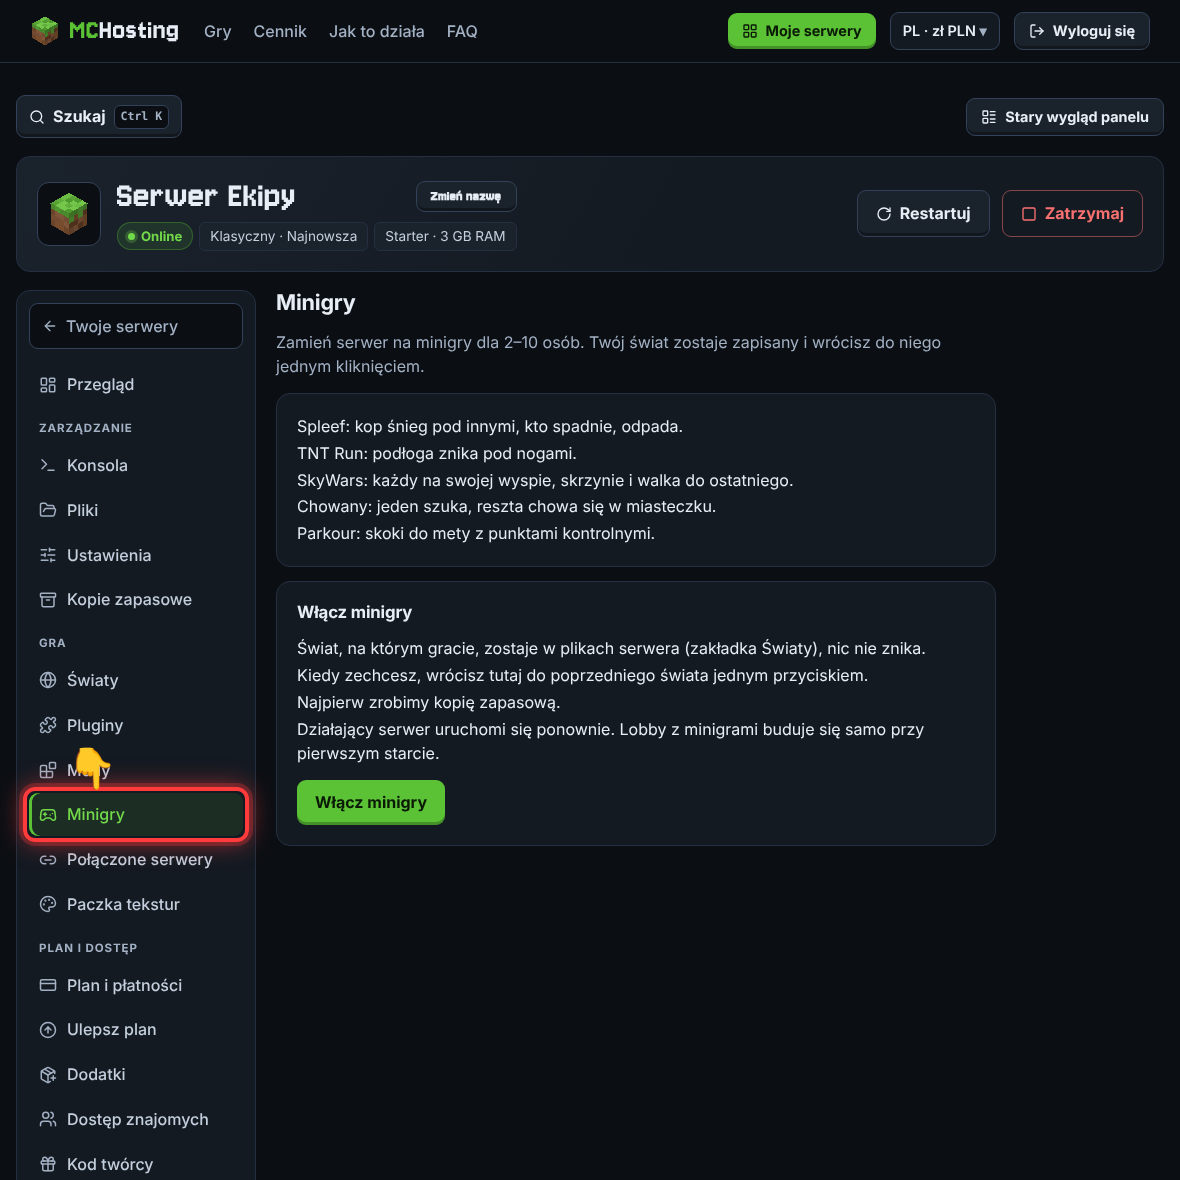 MCHosting
Gry
Cennik
Jak to działa
FAQ
Moje serwery
PL · zł PLN ▾
Wyloguj się
Szukaj
Ctrl K
Stary wygląd panelu
Serwer Ekipy
Zmień nazwę
Online
Klasyczny · Najnowsza
Starter · 3 GB RAM
Restartuj
Zatrzymaj
Twoje serwery
Przegląd
ZARZĄDZANIE
Konsola
Pliki
Ustawienia
Kopie zapasowe
GRA
Światy
Pluginy
Minigry
Połączone serwery
Paczka tekstur
PLAN I DOSTĘP
Plan i płatności
Ulepsz plan
Dodatki
Dostęp znajomych
Kod twórcy
Minigry
Zamień serwer na minigry dla 2–10 osób. Twój świat zostaje zapisany i wrócisz do niego
jednym kliknięciem.
Spleef: kop śnieg pod innymi, kto spadnie, odpada.
TNT Run: podłoga znika pod nogami.
SkyWars: każdy na swojej wyspie, skrzynie i walka do ostatniego.
Chowany: jeden szuka, reszta chowa się w miasteczku.
Parkour: skoki do mety z punktami kontrolnymi.
Włącz minigry
Świat, na którym gracie, zostaje w plikach serwera (zakładka Światy), nic nie znika.
Kiedy zechcesz, wrócisz tutaj do poprzedniego świata jednym przyciskiem.
Najpierw zrobimy kopię zapasową.
Działający serwer uruchomi się ponownie. Lobby z minigrami buduje się samo przy
pierwszym starcie.
Włącz minigry